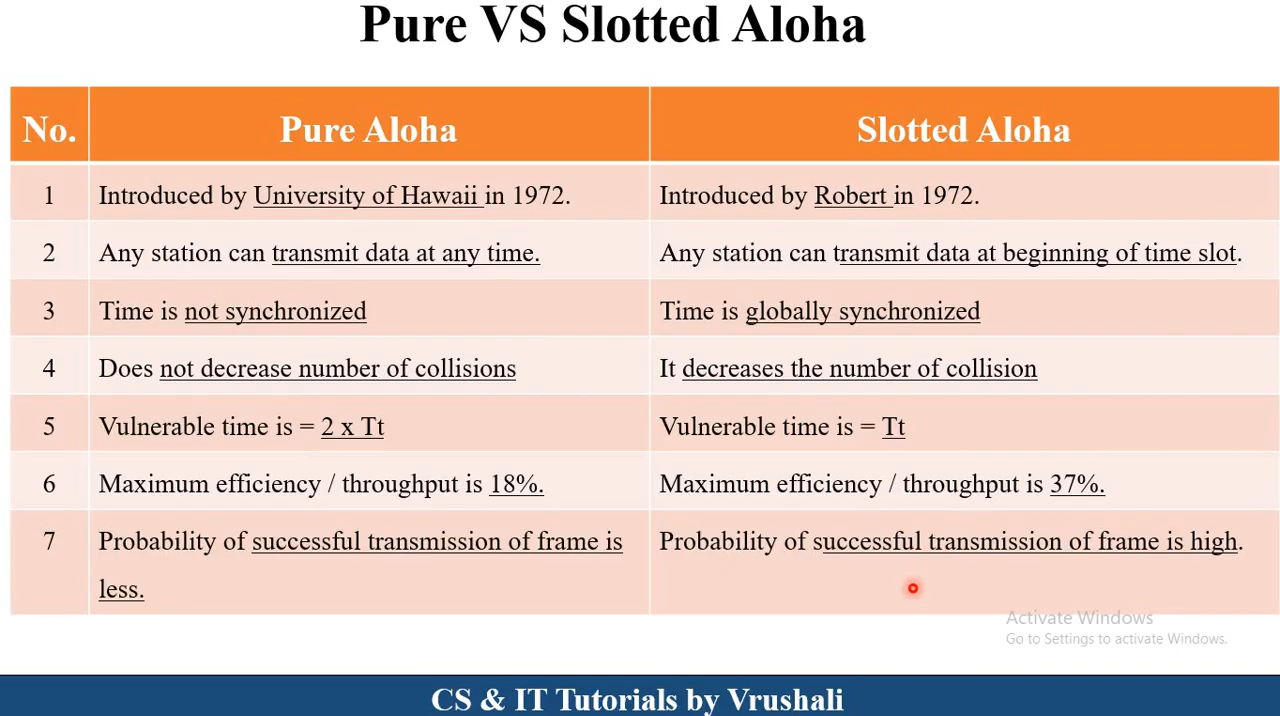 Pure VS Slotted Aloha
No. Pure Aloha Slotted Aloha
1 Introduced by University of Hawaii in 1972. Introduced by Robert in 1972.
2 Any station can transmit data at any time. Any station can transmit data at beginning of time slot.
3 Time is not synchronized Time is globally synchronized
4 Does not decrease number of collisions It decreases the number of collision
5 Vulnerable time is = 2 x Tt Vulnerable time is = Tt
6 Maximum efficiency / throughput is 18%. Maximum efficiency / throughput is 37%.
7 Probability of successful transmission of frame is Probability of successful transmission of frame is high.
less.
Activate Windows
Go to Settings to activate Windows.
CS & IT Tutorials by Vrushali